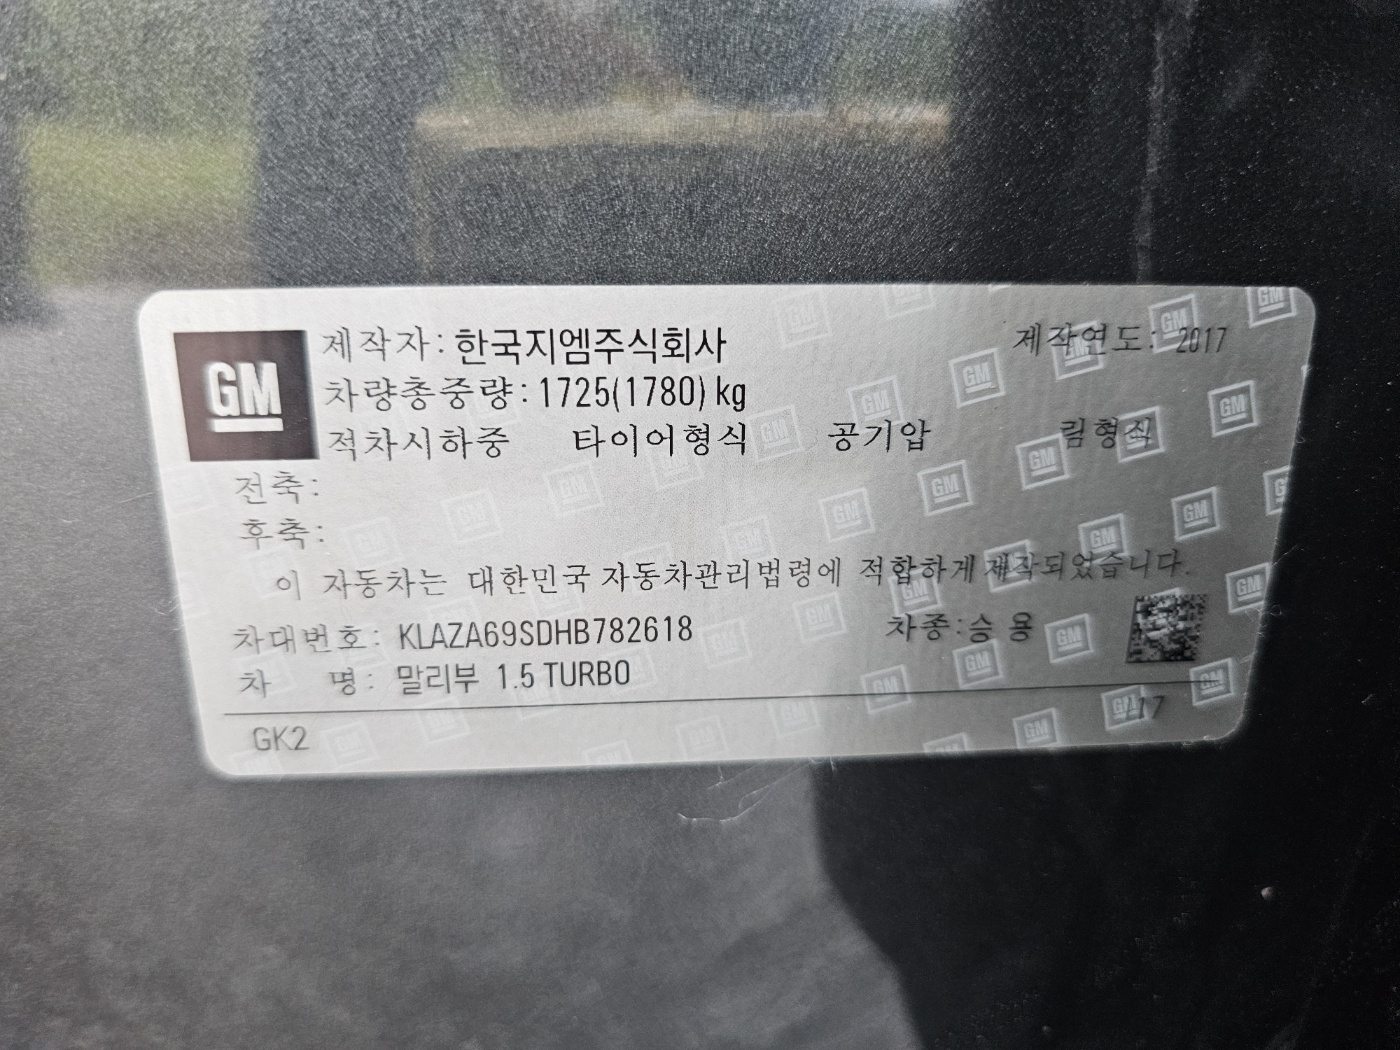 GM
제작자: 한국지엠주식회사 제작연도: 2017
차량총중량: 1725(1780) kg
적차시하중 타이어형식 공기압 림형식
전축:
후축:
이 자동차는 대한민국 자동차관리법령에 적합하게 제작되었습니다.
차대번호: KLAZA69SDHB782618 차종:승 용
차 명: 말리부 1.5 TURBO
GK2